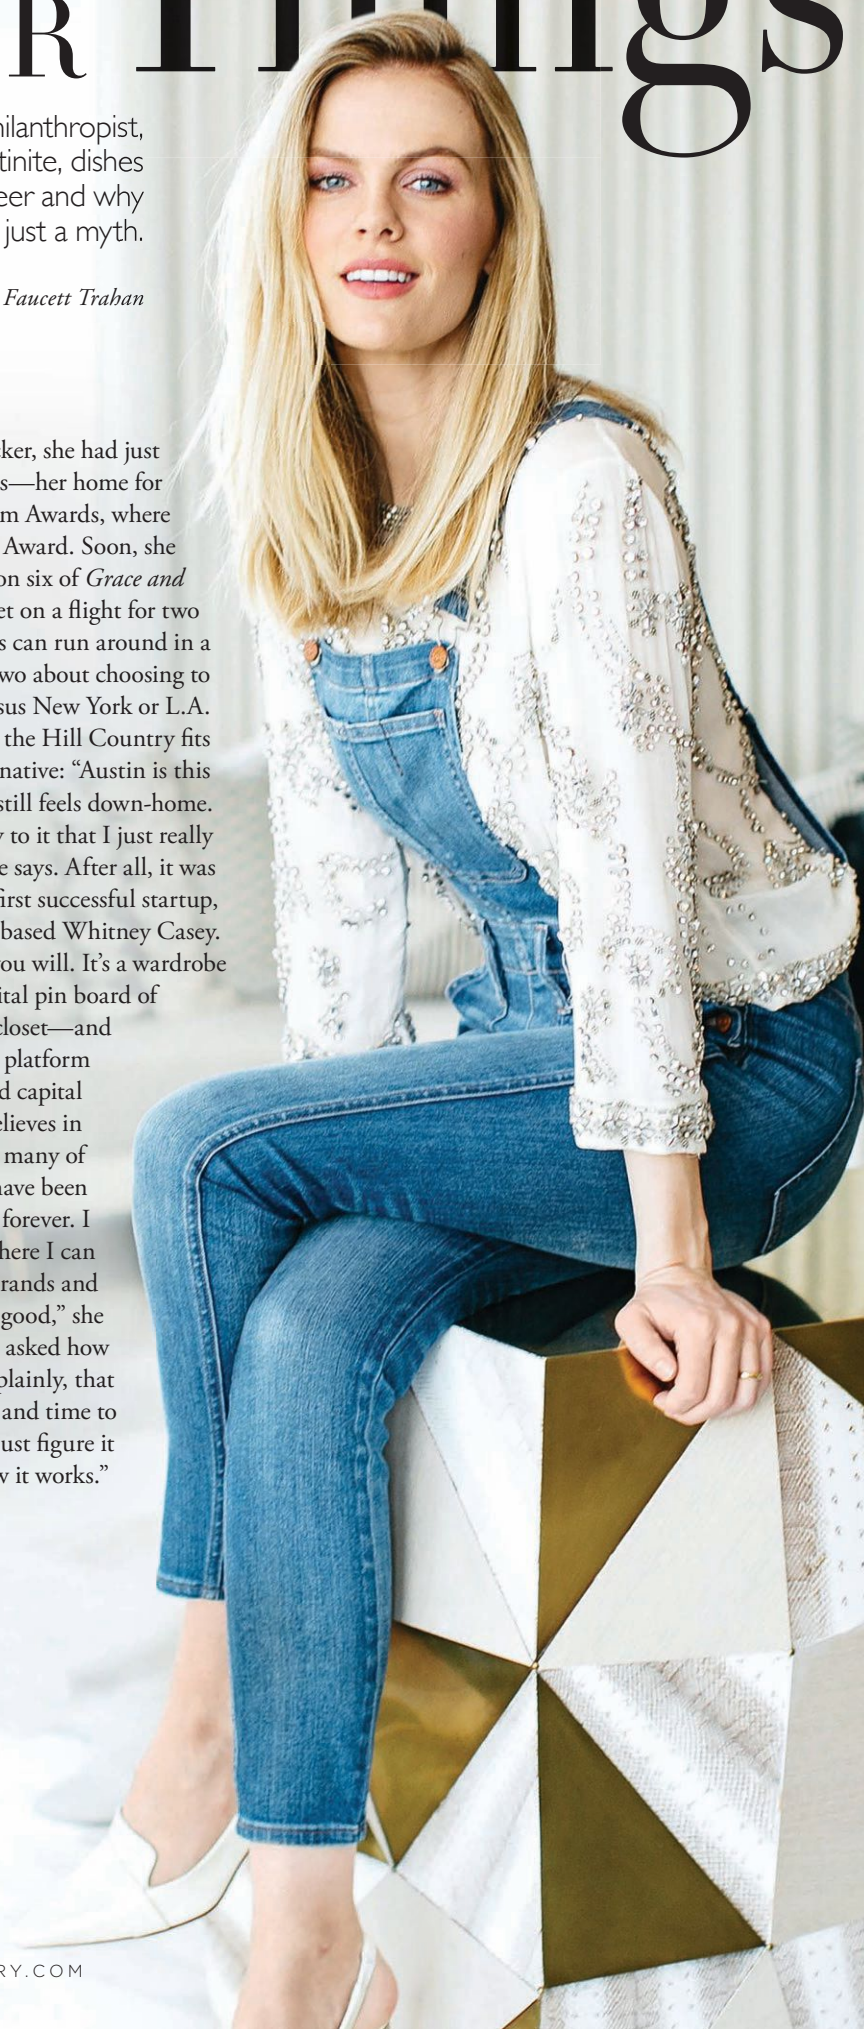 R Things
ilanthropist,
tinite, dishes
eer and why
just a myth.
Faucett Trahan
ker, she had just
s—her home for
m Awards, where
Award. Soon, she
on six of Grace and
et on a flight for two
s can run around in a
wo about choosing to
sus New York or L.A.
the Hill Country fits
native: “Austin is this
still feels down-home.
y to it that I just really
e says. After all, it was
first successful startup,
based Whitney Casey.
ou will. It’s a wardrobe
ital pin board of
closet—and
platform
d capital
elieves in
many of
have been
forever. I
here I can
rands and
good,” she
asked how
plainly, that
and time to
ust figure it
w it works.”
RY.COM